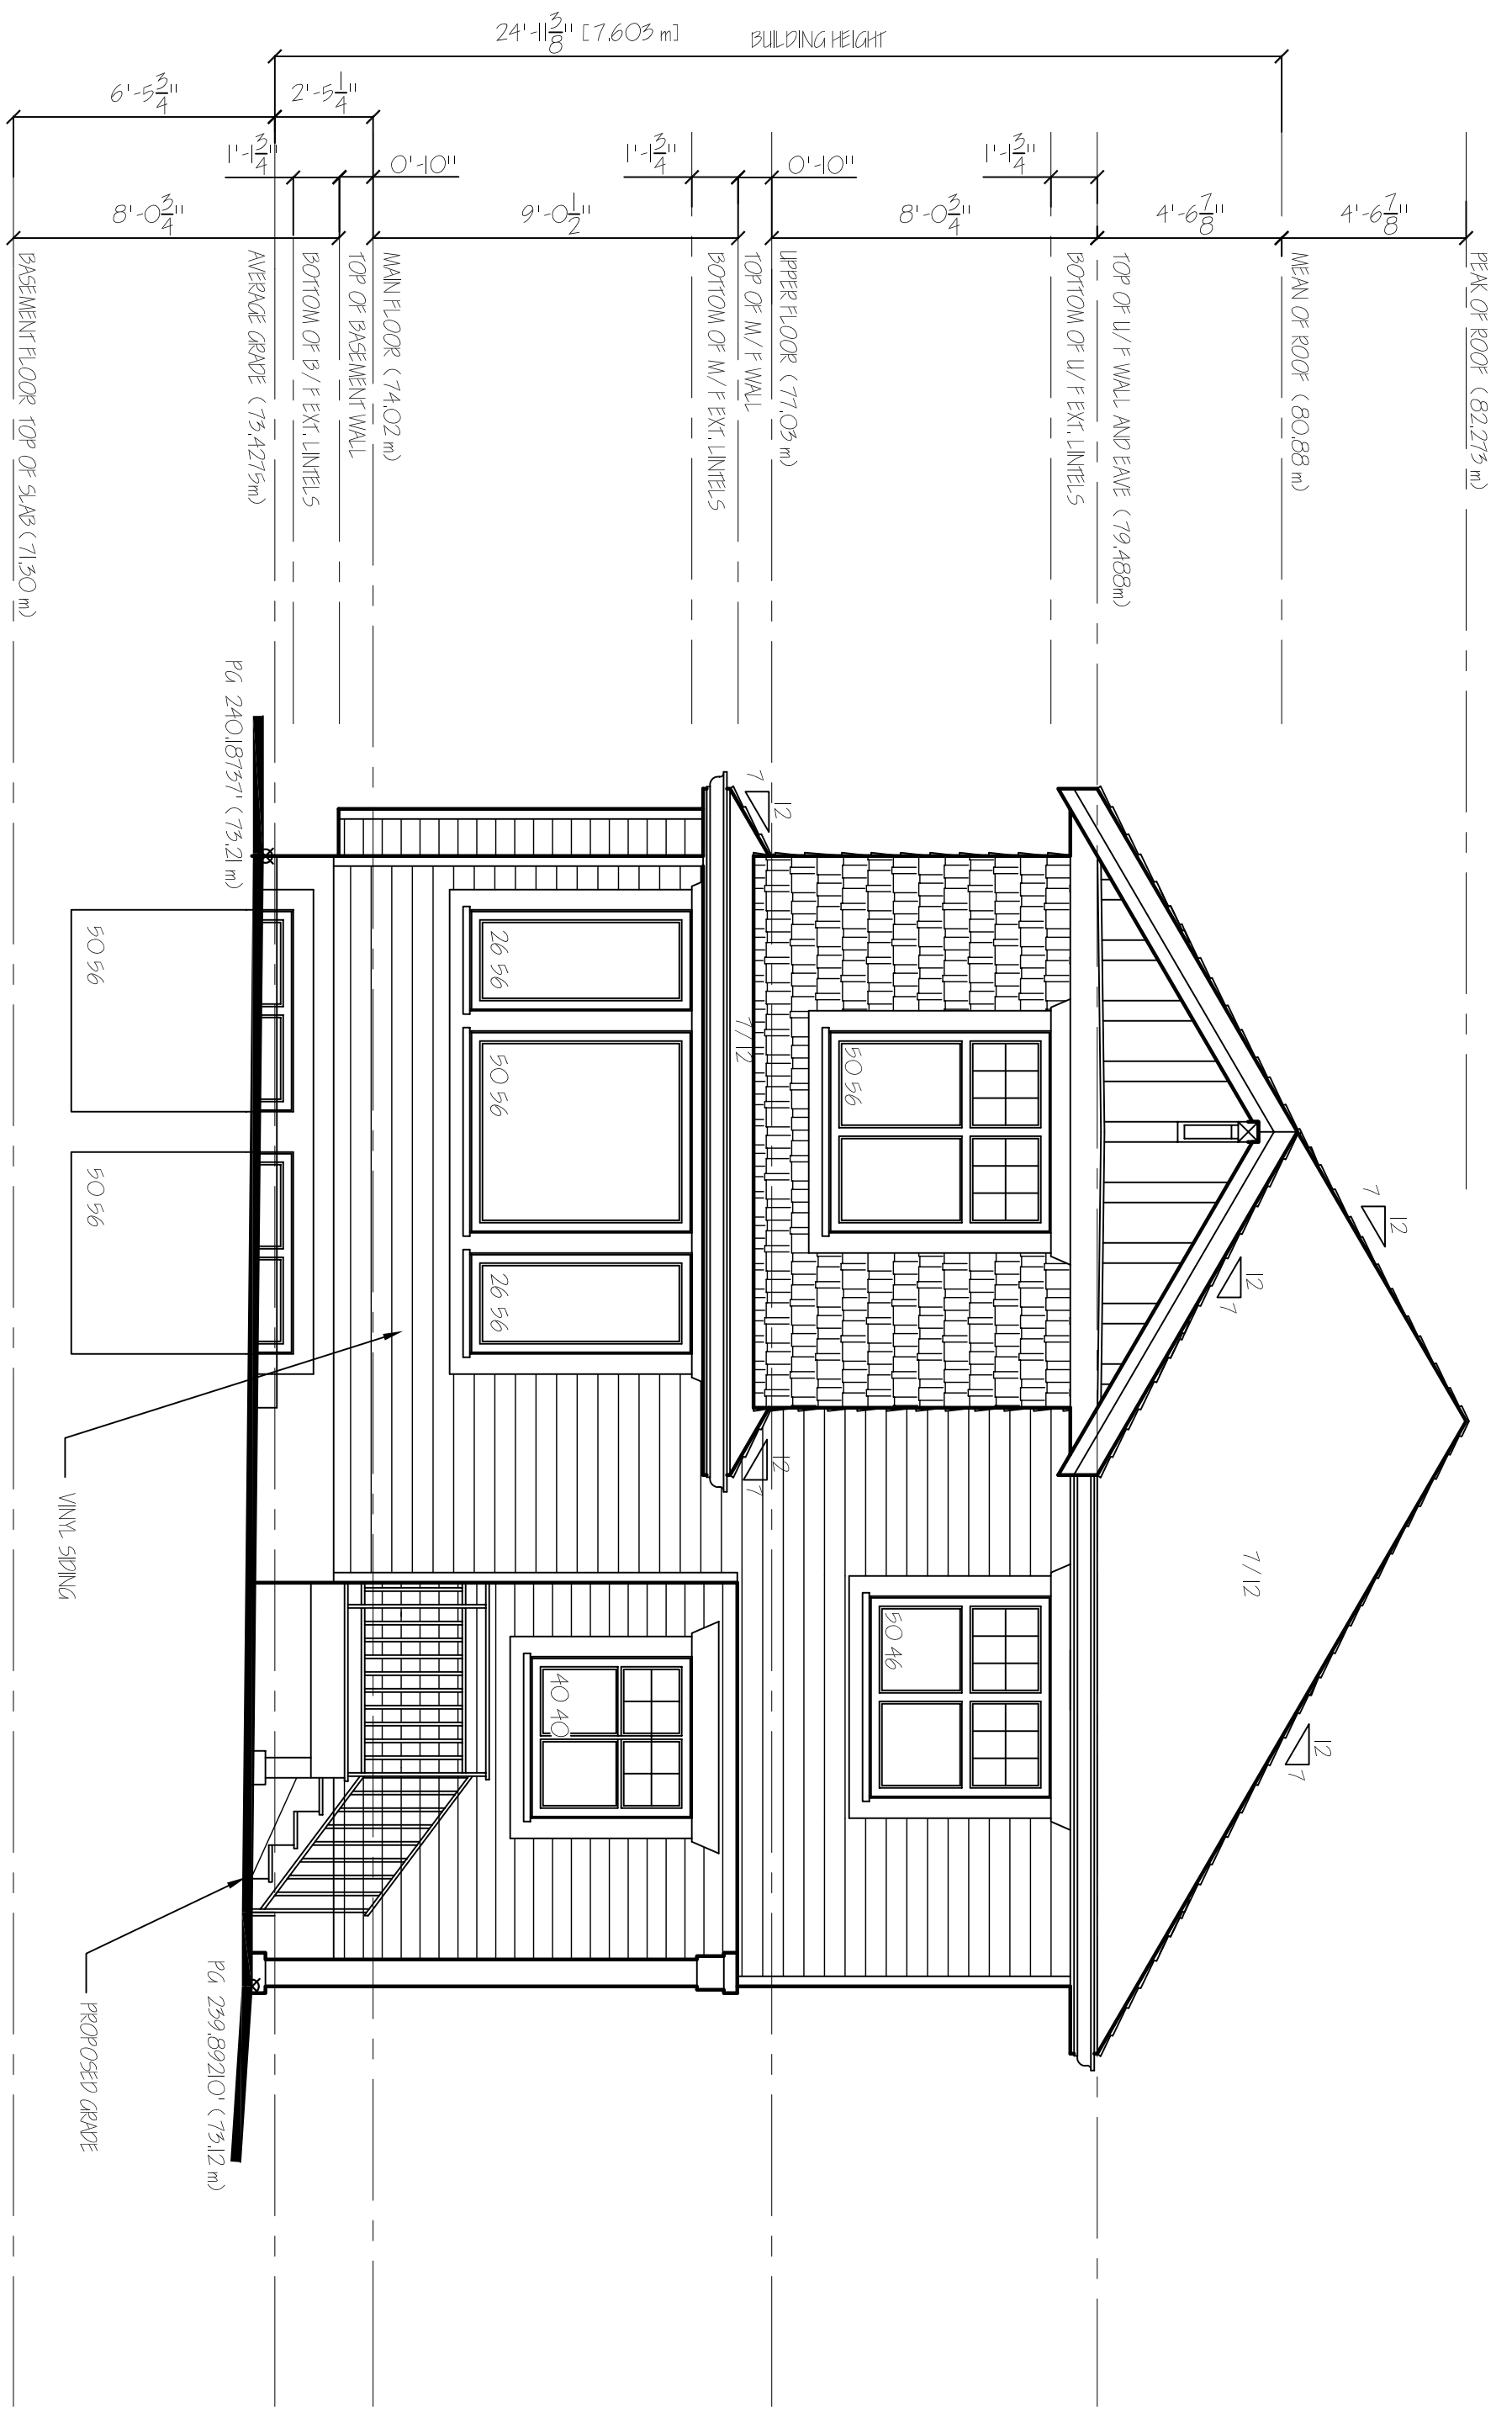 24'-11 3/8" [7.603 m] BUILDING HEIGHT
6'-5 3/4"
2'-5 1/4"
1'-1 3/4"
0'-10"
1'-1 3/4"
0'-10"
1'-1 3/4"
8'-0 3/4"
9'-0 1/2"
8'-0 3/4"
4'-6 7/8"
4'-6 7/8"
PEAK OF ROOF (82.273 m)
MEAN OF ROOF (80.88 m)
TOP OF U/F WALL AND EAVE (79.488m)
BOTTOM OF U/F EXT. LINTELS
UPPER FLOOR (77.03 m)
TOP OF M/F WALL
BOTTOM OF M/F EXT. LINTELS
MAIN FLOOR (74.02 m)
TOP OF BASEMENT WALL
BOTTOM OF B/F EXT. LINTELS
AVERAGE GRADE (73.4275m)
BASEMENT FLOOR TOP OF SLAB (71.30 m)
PG 240.18737' (73.21 m)
12
7
12
7
12
7
7/12
12
7
7/12
12
7
50 56
50 46
26 56
50 56
26 56
40 40
50 56
50 56
VINYL SIDING
PROPOSED GRADE
PG 239.89210' (73.12 m)